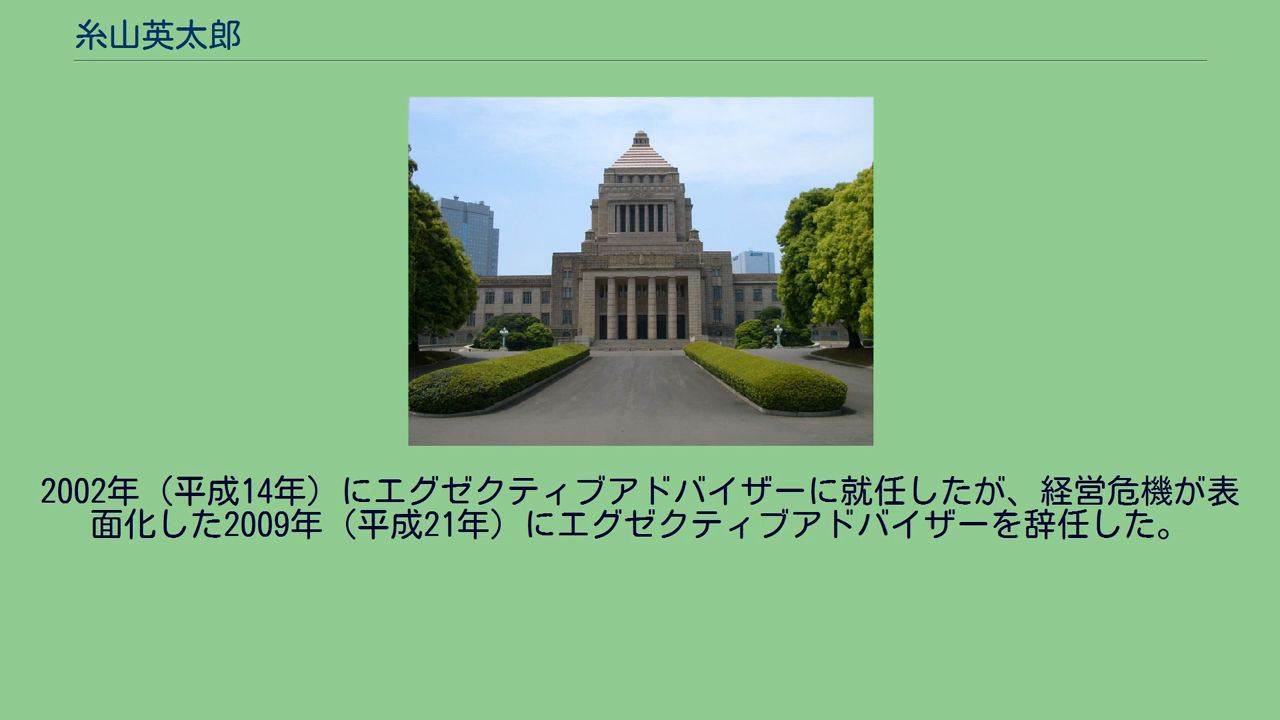 糸山英太郎
2002年（平成14年）にエグゼクティブアドバイザーに就任したが、経営危機が表
面化した2009年（平成21年）にエグゼクティブアドバイザーを辞任した。